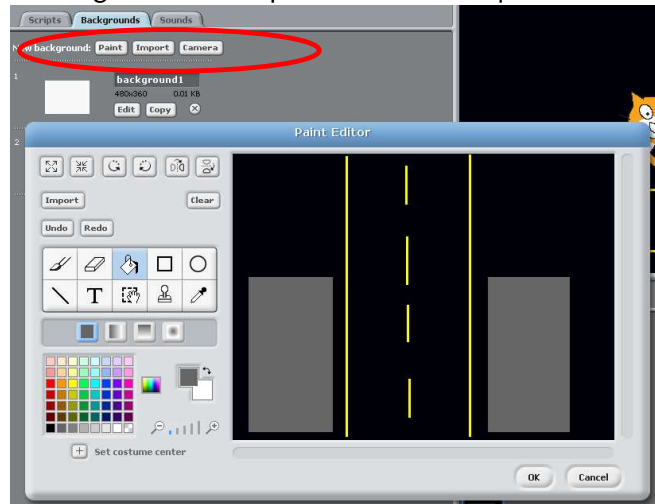 Scripts Backgrounds Sounds
New background: Paint Import Camera
1
background1
480x360 0.01 KB
Edit Copy
2
Paint Editor
Import Clear
Undo Redo
T
Set costume center
OK Cancel